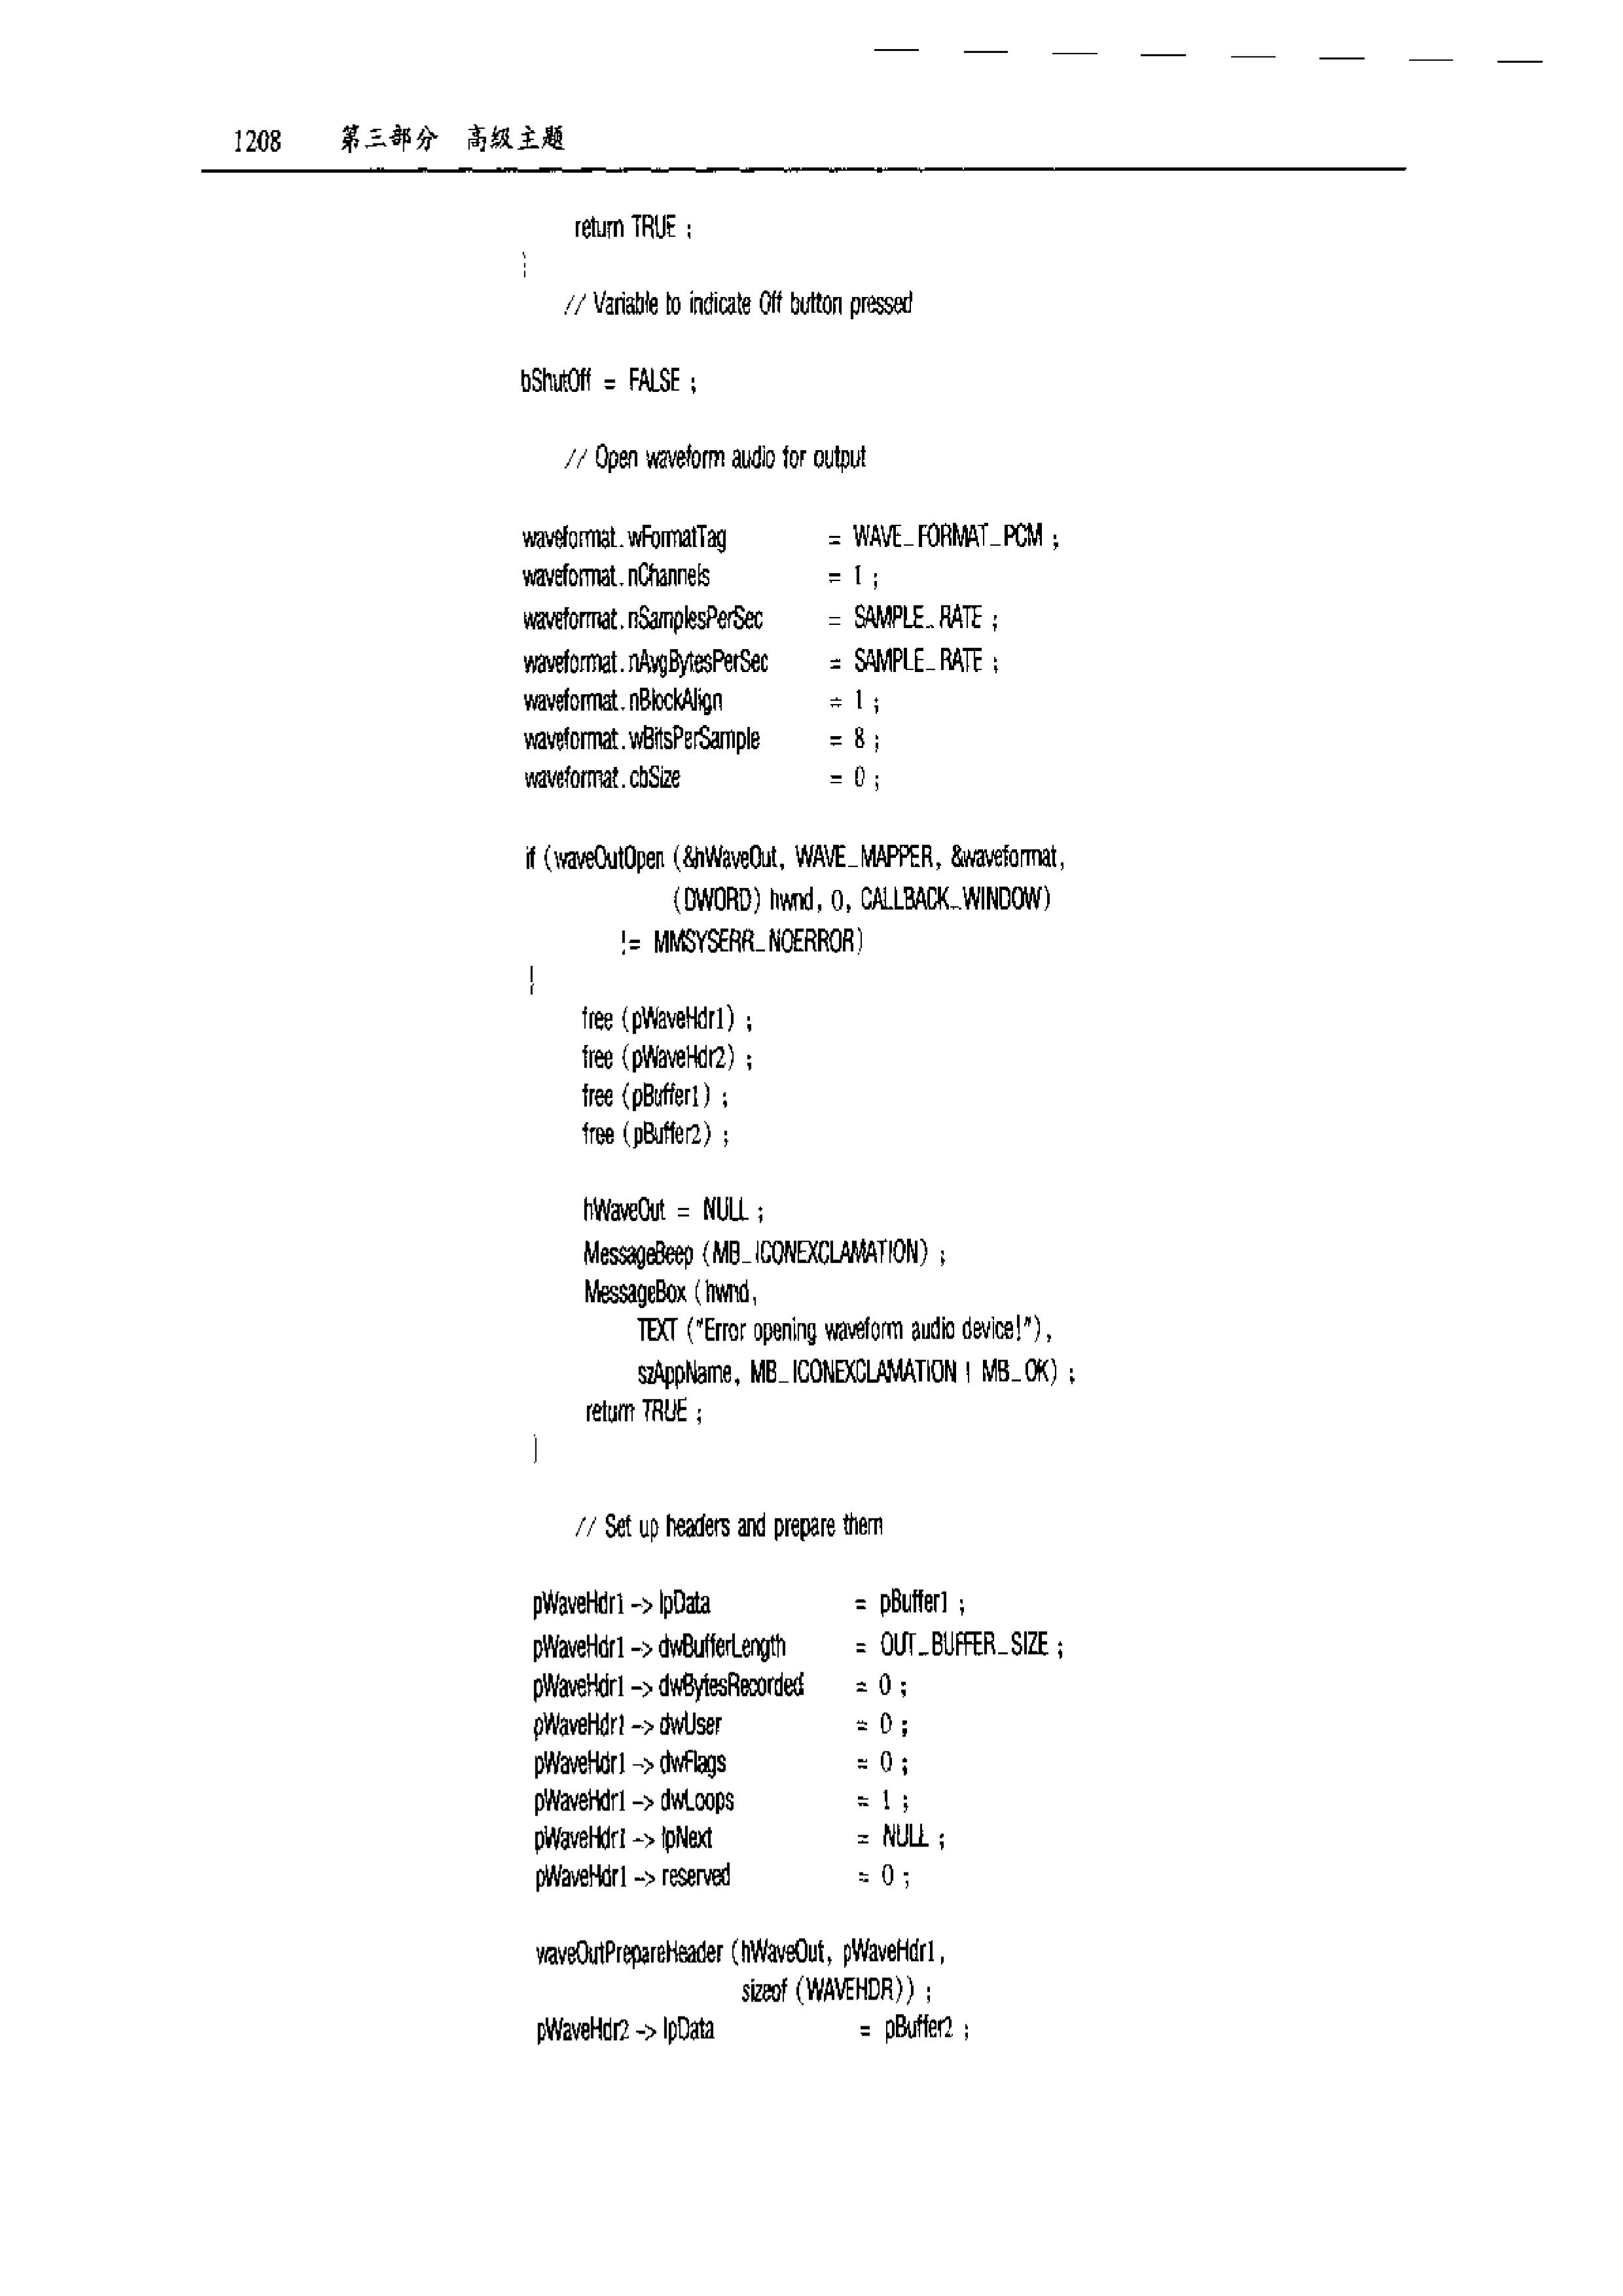 1208 第三部分 高级主题
return TRUE ;
}
// Variable to indicate Off button pressed
bShutOff = FALSE ;
// Open waveform audio for output
waveformat.wFormatTag = WAVE_FORMAT_PCM ;
waveformat.nChannels = 1 ;
waveformat.nSamplesPerSec = SAMPLE_RATE ;
waveformat.nAvgBytesPerSec = SAMPLE_RATE ;
waveformat.nBlockAlign = 1 ;
waveformat.wBitsPerSample = 8 ;
waveformat.cbSize = 0 ;
if (waveOutOpen (&hWaveOut, WAVE_MAPPER, &waveformat,
(DWORD) hwnd, 0, CALLBACK_WINDOW)
!= MMSYSERR_NOERROR)
{
free (pWaveHdr1) ;
free (pWaveHdr2) ;
free (pBuffer1) ;
free (pBuffer2) ;
hWaveOut = NULL ;
MessageBeep (MB_ICONEXCLAMATION) ;
MessageBox (hwnd,
TEXT ("Error opening waveform audio device!"),
szAppName, MB_ICONEXCLAMATION | MB_OK) ;
return TRUE ;
}
// Set up headers and prepare them
pWaveHdr1 -> lpData = pBuffer1 ;
pWaveHdr1 -> dwBufferLength = OUT_BUFFER_SIZE ;
pWaveHdr1 -> dwBytesRecorded = 0 ;
pWaveHdr1 -> dwUser = 0 ;
pWaveHdr1 -> dwFlags = 0 ;
pWaveHdr1 -> dwLoops = 1 ;
pWaveHdr1 -> lpNext = NULL ;
pWaveHdr1 -> reserved = 0 ;
waveOutPrepareHeader (hWaveOut, pWaveHdr1,
sizeof (WAVEHDR)) ;
pWaveHdr2 -> lpData = pBuffer2 ;